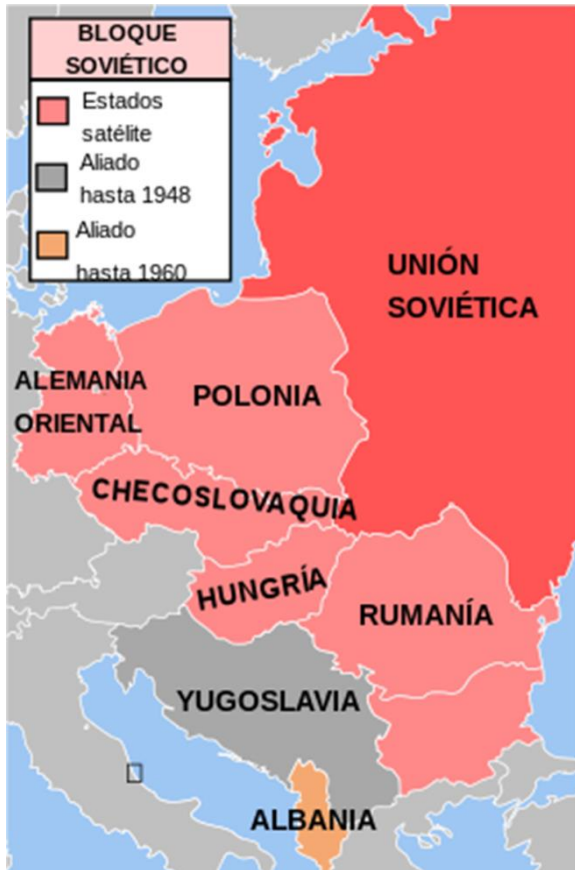 BLOQUE
SOVIÉTICO
Estados
satélite
Aliado
hasta 1948
Aliado
hasta 1960
UNIÓN
SOVIÉTICA
ALEMANIA
ORIENTAL
POLONIA
CHECOSLOVAQUIA
HUNGRÍA
RUMANÍA
YUGOSLAVIA
ALBANIA